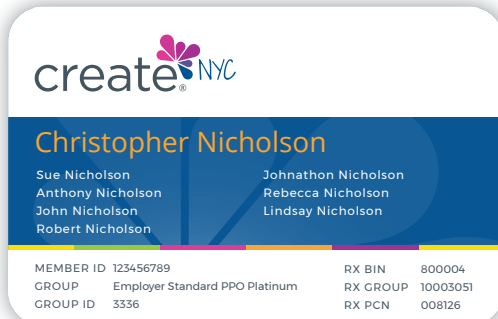 create® NYC
Christopher Nicholson
Sue Nicholson
Anthony Nicholson
John Nicholson
Robert Nicholson
Johnathon Nicholson
Rebecca Nicholson
Lindsay Nicholson
MEMBER ID 123456789
GROUP Employer Standard PPO Platinum
GROUP ID 3336
RX BIN 800004
RX GROUP 10003051
RX PCN 008126